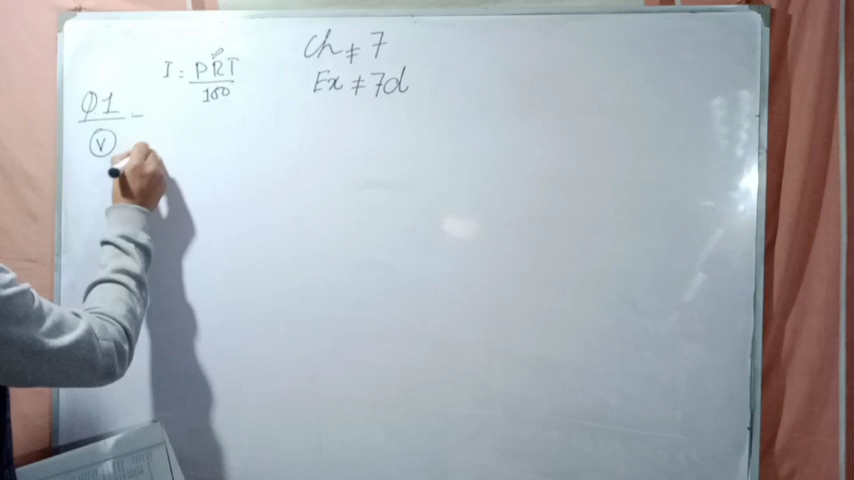 Ch # 7
Ex # 7d
I = PRT
100
Q1 -
v